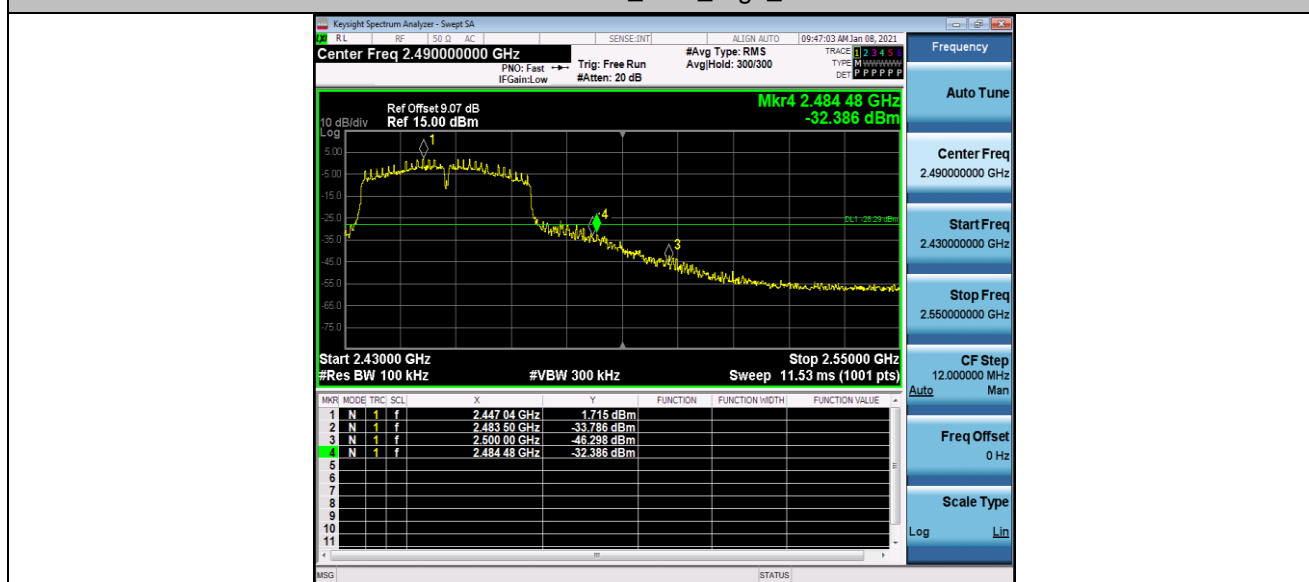 Keysight Spectrum Analyzer - Swept SA
RL RF 50 Ω AC SENSE:INT ALIGN AUTO 09:47:03 AM Jan 08, 2021
Center Freq 2.490000000 GHz
PNO: Fast
IFGain:Low
Trig: Free Run
#Atten: 20 dB
#Avg Type: RMS
Avg|Hold: 300/300
TRACE 1 2 3 4 5 6
TYPE M WWWWW
DET P P P P P P
Ref Offset 9.07 dB
10 dB/div Ref 15.00 dBm
Log
Mkr4 2.484 48 GHz
-32.386 dBm
5.00
-5.00
-15.0
-25.0
-35.0
-45.0
-55.0
-65.0
-75.0
1
4
3
DL1 -28.29 dBm
Start 2.43000 GHz Stop 2.55000 GHz
#Res BW 100 kHz #VBW 300 kHz Sweep 11.53 ms (1001 pts)
MKR MODE TRC SCL X Y FUNCTION FUNCTION WIDTH FUNCTION VALUE
1 N 1 f 2.447 04 GHz 1.715 dBm
2 N 1 f 2.483 50 GHz -33.786 dBm
3 N 1 f 2.500 00 GHz -46.298 dBm
4 N 1 f 2.484 48 GHz -32.386 dBm
5
6
7
8
9
10
11
MSG STATUS
Frequency
Auto Tune
Center Freq
2.490000000 GHz
Start Freq
2.430000000 GHz
Stop Freq
2.550000000 GHz
CF Step
12.000000 MHz
Auto Man
Freq Offset
0 Hz
Scale Type
Log Lin